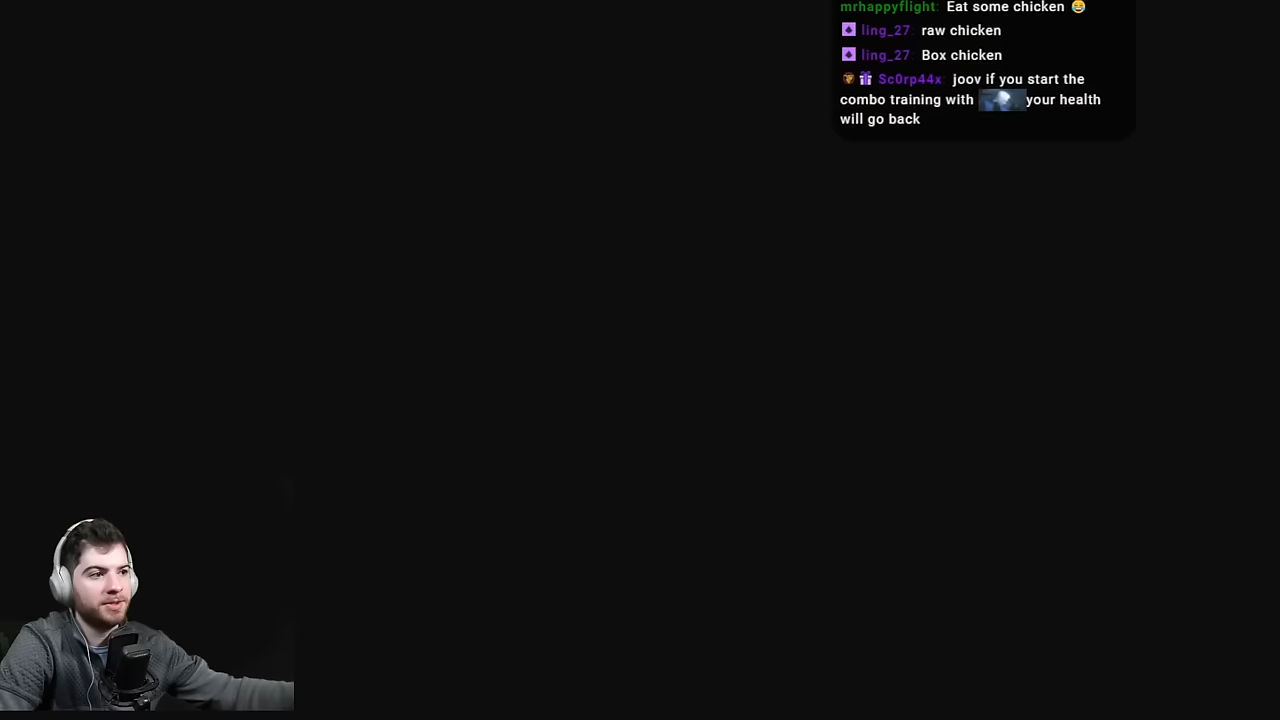 mrhappyflight: Eat some chicken 😂
ling_27: raw chicken
ling_27: Box chicken
Sc0rp44x: joov if you start the
combo training with your health
will go back